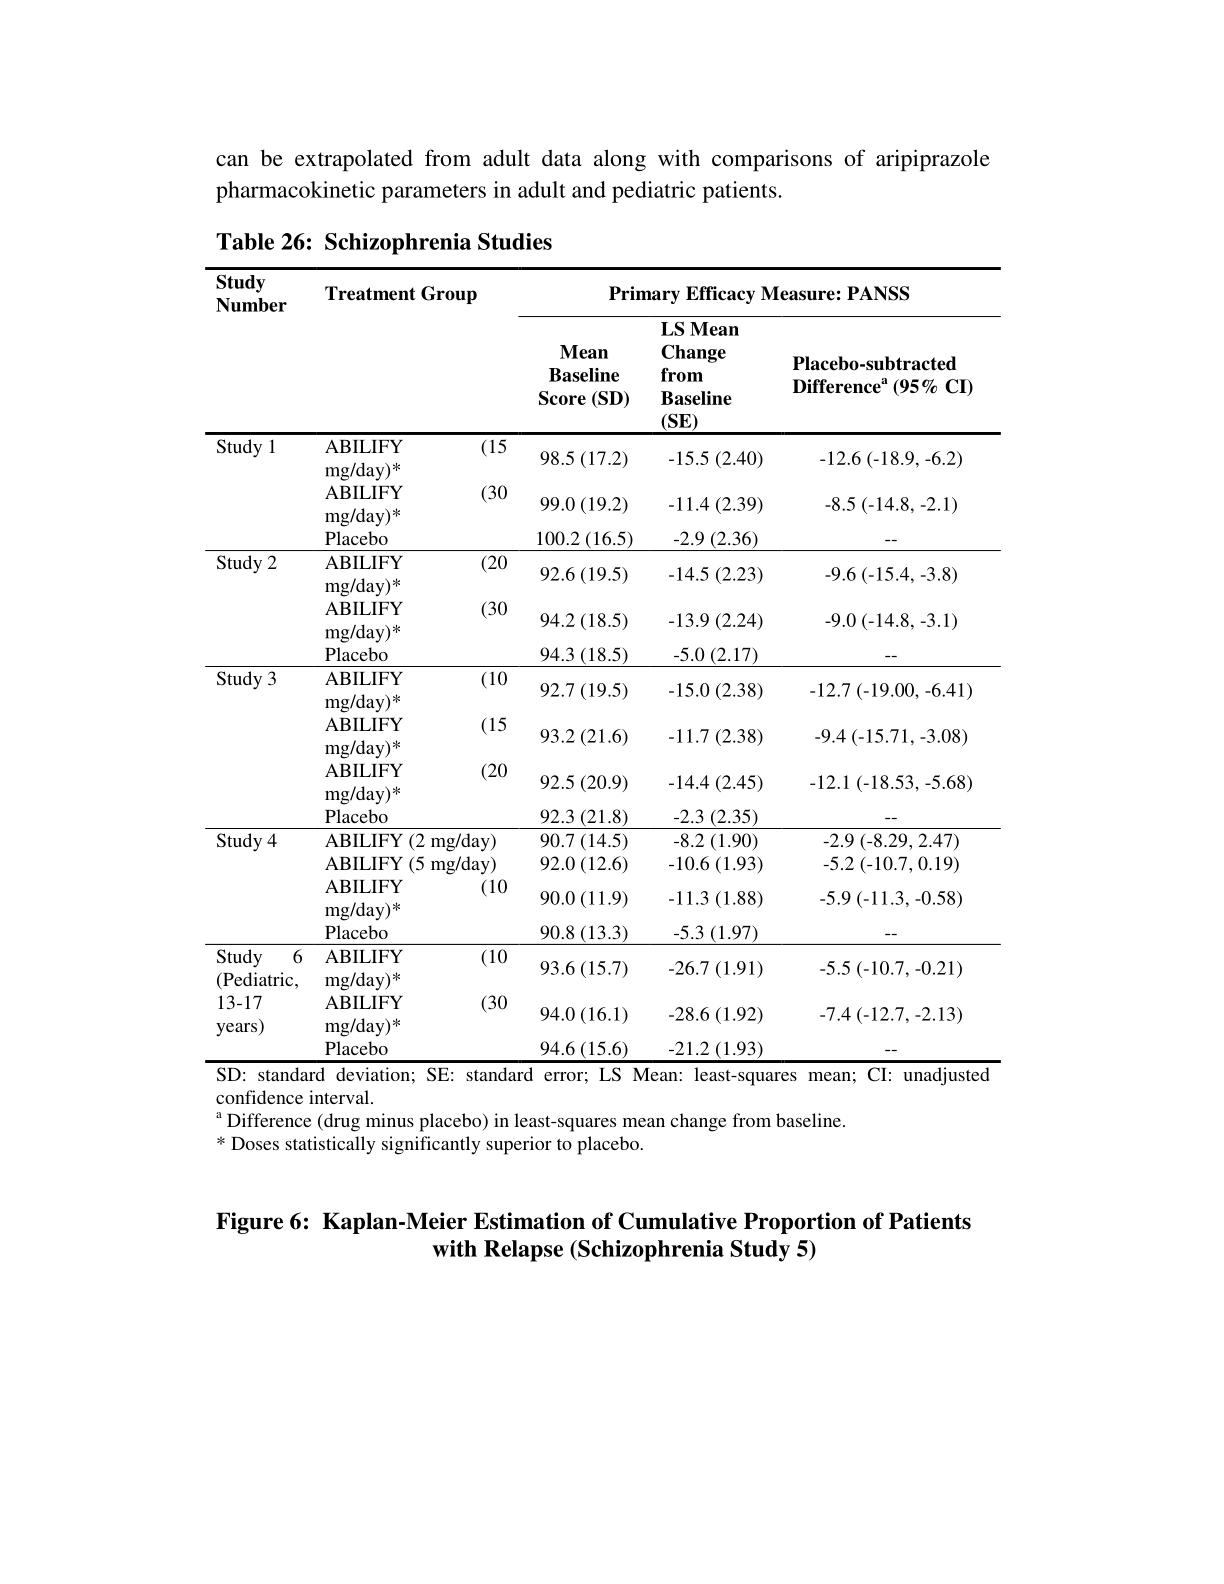 can be extrapolated from adult data along with comparisons of aripiprazole
pharmacokinetic parameters in adult and pediatric patients.
Table 26: Schizophrenia Studies
Study Number Treatment Group Primary Efficacy Measure: PANSS
Mean Baseline Score (SD) LS Mean Change from Baseline (SE) Placebo-subtracted Differenceᵃ (95% CI)
Study 1 ABILIFY (15 mg/day)* 98.5 (17.2) -15.5 (2.40) -12.6 (-18.9, -6.2)
ABILIFY (30 mg/day)* 99.0 (19.2) -11.4 (2.39) -8.5 (-14.8, -2.1)
Placebo 100.2 (16.5) -2.9 (2.36) --
Study 2 ABILIFY (20 mg/day)* 92.6 (19.5) -14.5 (2.23) -9.6 (-15.4, -3.8)
ABILIFY (30 mg/day)* 94.2 (18.5) -13.9 (2.24) -9.0 (-14.8, -3.1)
Placebo 94.3 (18.5) -5.0 (2.17) --
Study 3 ABILIFY (10 mg/day)* 92.7 (19.5) -15.0 (2.38) -12.7 (-19.00, -6.41)
ABILIFY (15 mg/day)* 93.2 (21.6) -11.7 (2.38) -9.4 (-15.71, -3.08)
ABILIFY (20 mg/day)* 92.5 (20.9) -14.4 (2.45) -12.1 (-18.53, -5.68)
Placebo 92.3 (21.8) -2.3 (2.35) --
Study 4 ABILIFY (2 mg/day) 90.7 (14.5) -8.2 (1.90) -2.9 (-8.29, 2.47)
ABILIFY (5 mg/day) 92.0 (12.6) -10.6 (1.93) -5.2 (-10.7, 0.19)
ABILIFY (10 mg/day)* 90.0 (11.9) -11.3 (1.88) -5.9 (-11.3, -0.58)
Placebo 90.8 (13.3) -5.3 (1.97) --
Study 6 (Pediatric, 13-17 years) ABILIFY (10 mg/day)* 93.6 (15.7) -26.7 (1.91) -5.5 (-10.7, -0.21)
ABILIFY (30 mg/day)* 94.0 (16.1) -28.6 (1.92) -7.4 (-12.7, -2.13)
Placebo 94.6 (15.6) -21.2 (1.93) --
SD: standard deviation; SE: standard error; LS Mean: least-squares mean; CI: unadjusted
confidence interval.
ᵃ Difference (drug minus placebo) in least-squares mean change from baseline.
* Doses statistically significantly superior to placebo.
Figure 6: Kaplan-Meier Estimation of Cumulative Proportion of Patients
with Relapse (Schizophrenia Study 5)